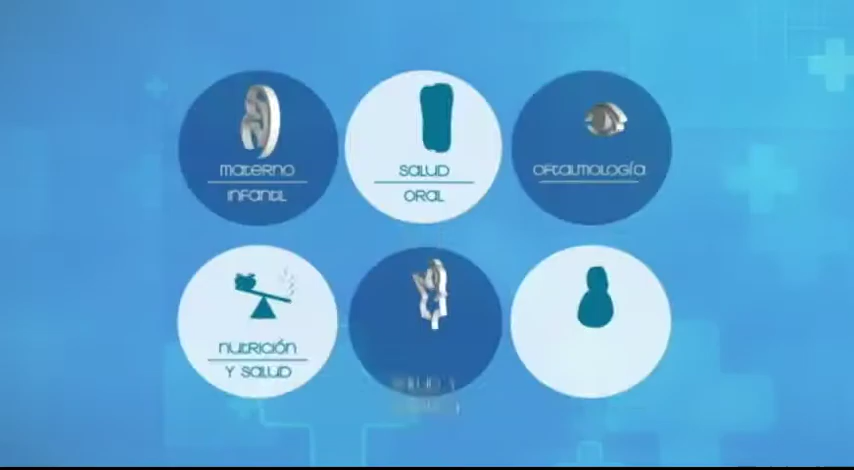 materno
infantil
salud
oral
oftalmología
nutrición
y salud